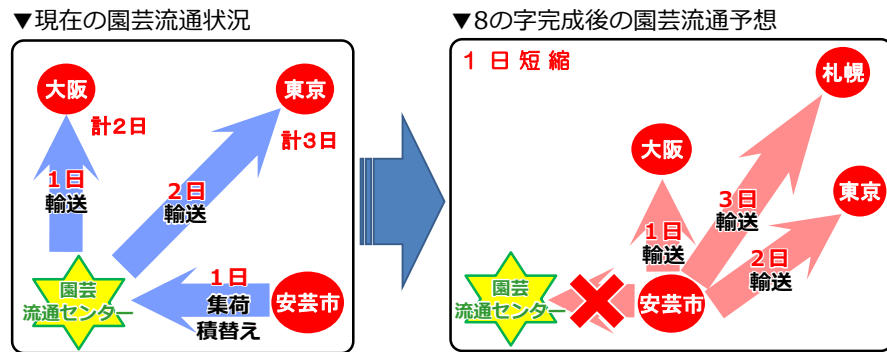 ▼現在の園芸流通状況
大阪
計2日
東京
計3日
1日
輸送
2日
輸送
園芸
流通センター
1日
集荷
積替え
安芸市
▼8の字完成後の園芸流通予想
1日短縮
札幌
大阪
東京
3日
輸送
1日
輸送
2日
輸送
園芸
流通センター
安芸市